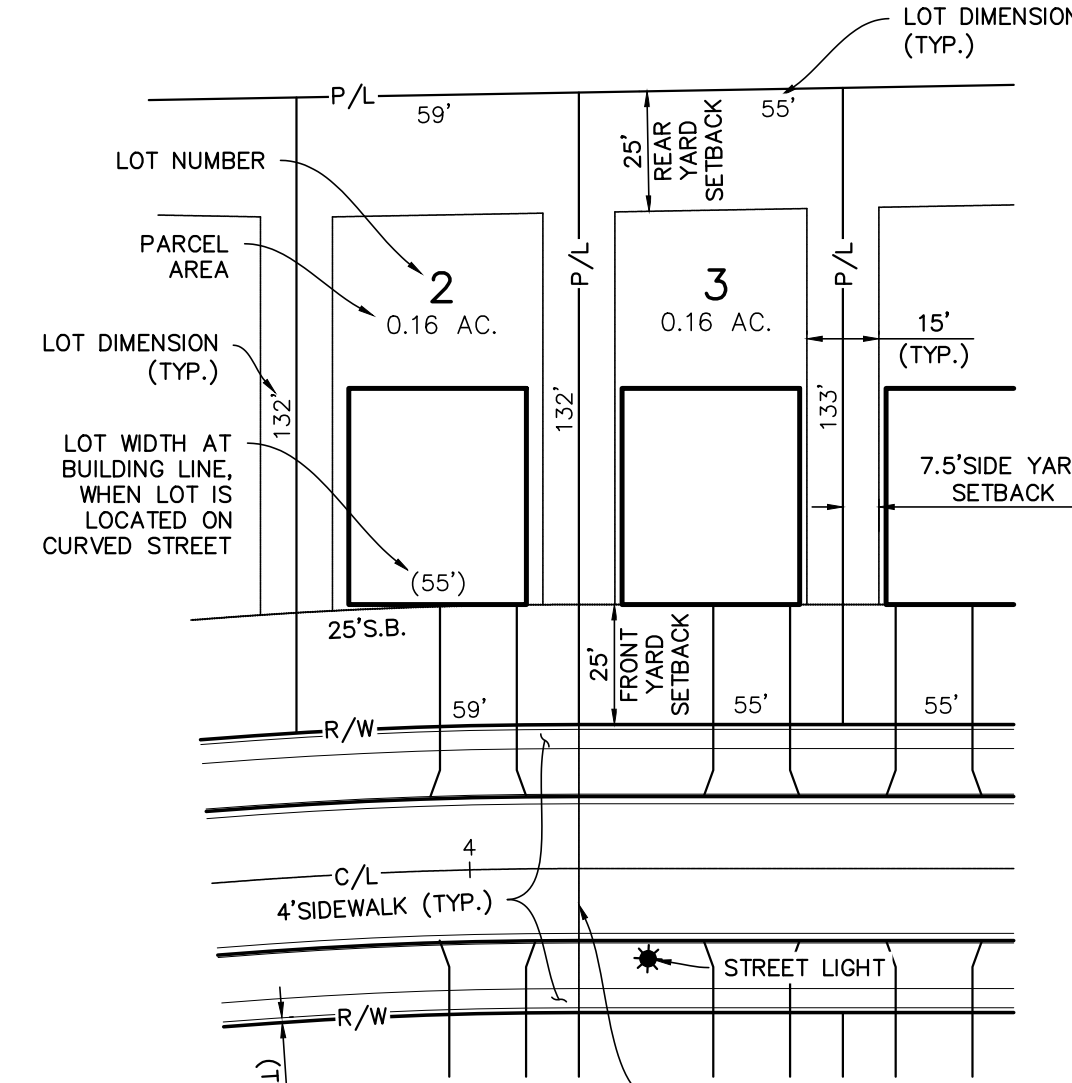 LOT DIMENSION
(TYP.)
P/L
59'
55'
25'
REAR
YARD
SETBACK
LOT NUMBER
PARCEL
AREA
2
0.16 AC.
P/L
3
0.16 AC.
P/L
15'
(TYP.)
LOT DIMENSION
(TYP.)
132'
132'
133'
LOT WIDTH AT
BUILDING LINE,
WHEN LOT IS
LOCATED ON
CURVED STREET
7.5' SIDE YAR
SETBACK
(55')
25' S.B.
25'
FRONT
YARD
SETBACK
59'
55'
55'
R/W
4
C/L
4' SIDEWALK (TYP.)
STREET LIGHT
R/W